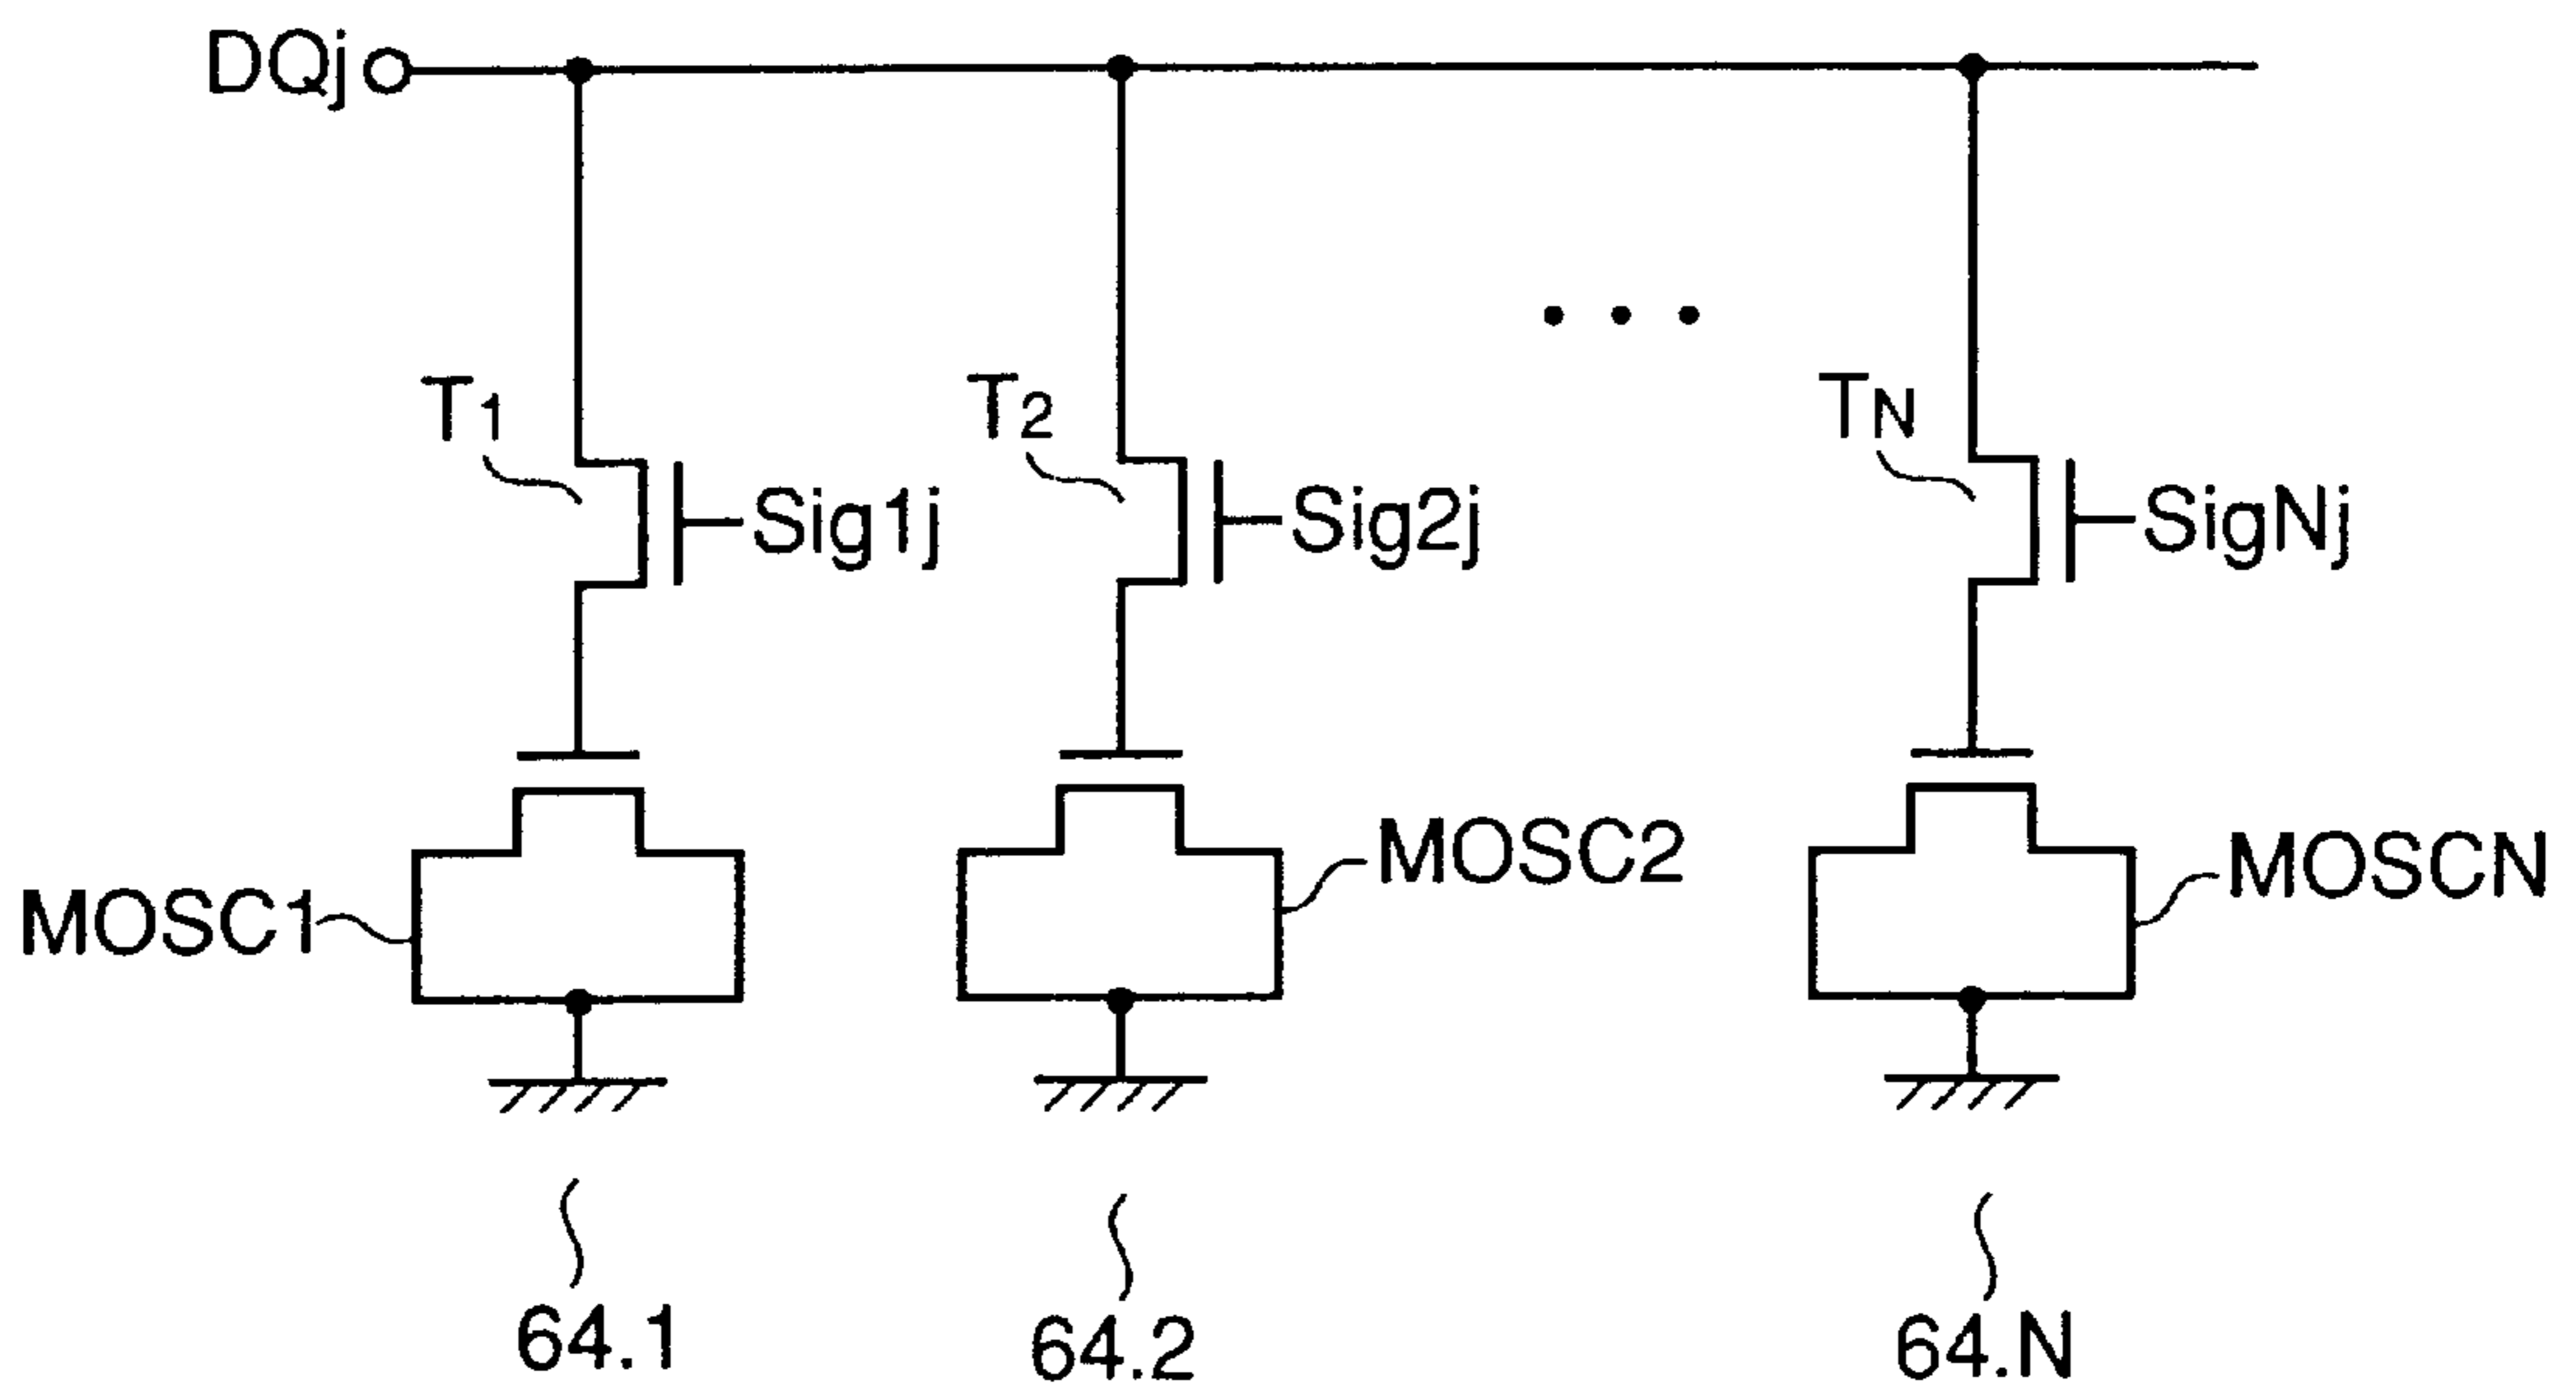 DQj
T1
T2
TN
Sig1j
Sig2j
SigNj
MOSC1
MOSC2
MOSCN
64.1
64.2
64.N